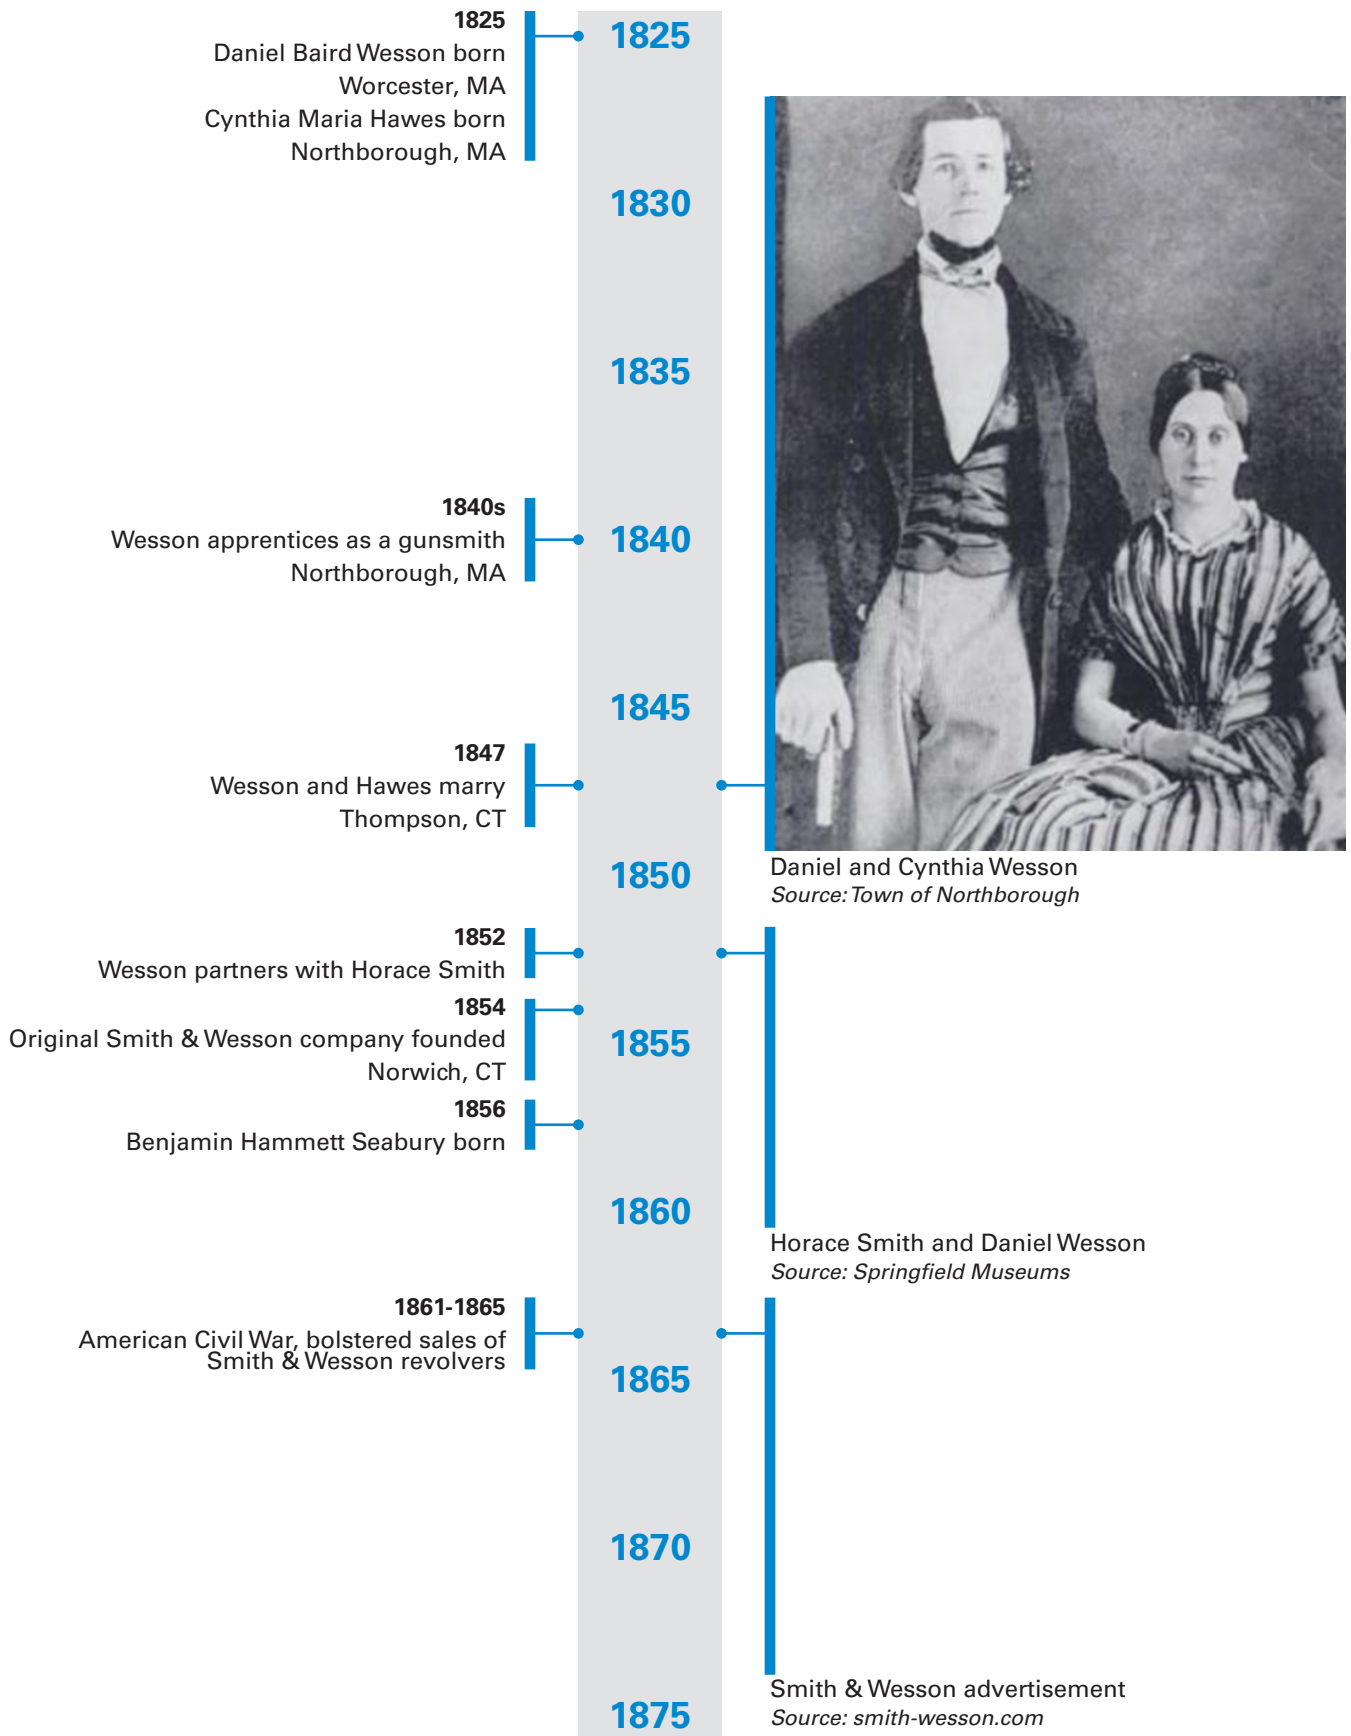 1825
Daniel Baird Wesson born
Worcester, MA
Cynthia Maria Hawes born
Northborough, MA
1825
1830
1835
1840s
Wesson apprentices as a gunsmith
Northborough, MA
1840
1845
1847
Wesson and Hawes marry
Thompson, CT
Daniel and Cynthia Wesson
Source: Town of Northborough
1850
1852
Wesson partners with Horace Smith
1854
Original Smith & Wesson company founded
Norwich, CT
1855
1856
Benjamin Hammett Seabury born
1860
Horace Smith and Daniel Wesson
Source: Springfield Museums
1861-1865
American Civil War, bolstered sales of
Smith & Wesson revolvers
1865
1870
Smith & Wesson advertisement
Source: smith-wesson.com
1875